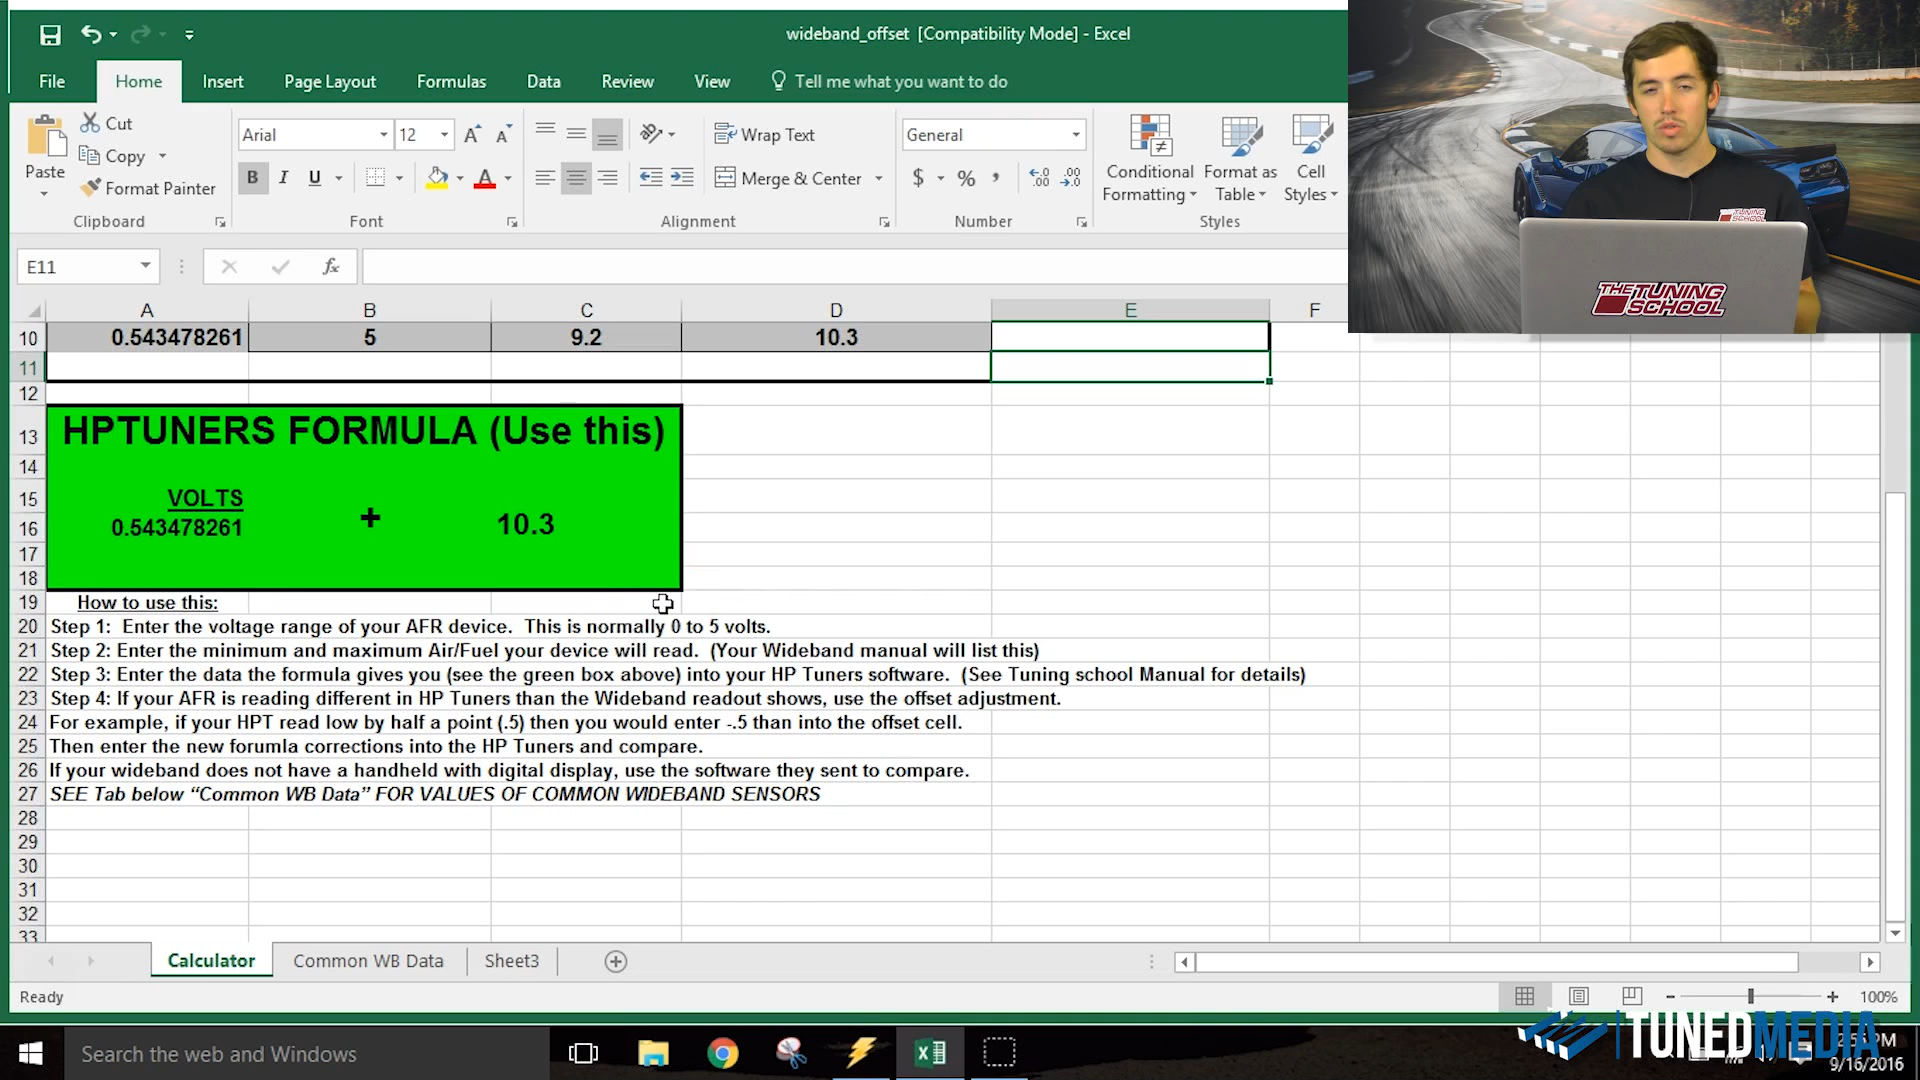 wideband_offset [Compatibility Mode] - Excel
File Home Insert Page Layout Formulas Data Review View Tell me what you want to do
Paste
Cut
Copy
Format Painter
Clipboard
Arial 12
B I U
Font
Wrap Text
Merge & Center
Alignment
General
$ % ,
Number
Conditional Formatting
Format as Table
Cell Styles
Styles
THE TUNING SCHOOL
THE TUNING SCHOOL
E11 fx
A B C D E F
10 0.543478261 5 9.2 10.3
11
12
13 HPTUNERS FORMULA (Use this)
14
15 VOLTS
16 0.543478261 + 10.3
17
18
19 How to use this:
20 Step 1: Enter the voltage range of your AFR device. This is normally 0 to 5 volts.
21 Step 2: Enter the minimum and maximum Air/Fuel your device will read. (Your Wideband manual will list this)
22 Step 3: Enter the data the formula gives you (see the green box above) into your HP Tuners software. (See Tuning school Manual for details)
23 Step 4: If your AFR is reading different in HP Tuners than the Wideband readout shows, use the offset adjustment.
24 For example, if your HPT read low by half a point (.5) then you would enter -.5 than into the offset cell.
25 Then enter the new forumla corrections into the HP Tuners and compare.
26 If your wideband does not have a handheld with digital display, use the software they sent to compare.
27 SEE Tab below “Common WB Data” FOR VALUES OF COMMON WIDEBAND SENSORS
28
29
30
31
32
33
Calculator Common WB Data Sheet3
Ready
100%
Search the web and Windows
TUNEDMEDIA
9/16/2016